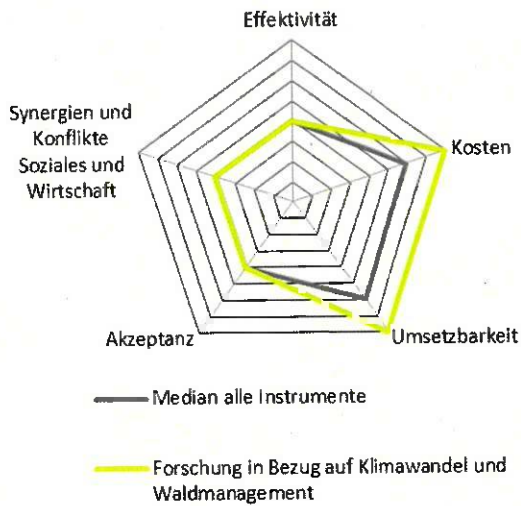 Effektivität
Synergien und
Konflikte
Soziales und
Wirtschaft
Kosten
Akzeptanz
Umsetzbarkeit
Median alle Instrumente
Forschung in Bezug auf Klimawandel und
Waldmanagement